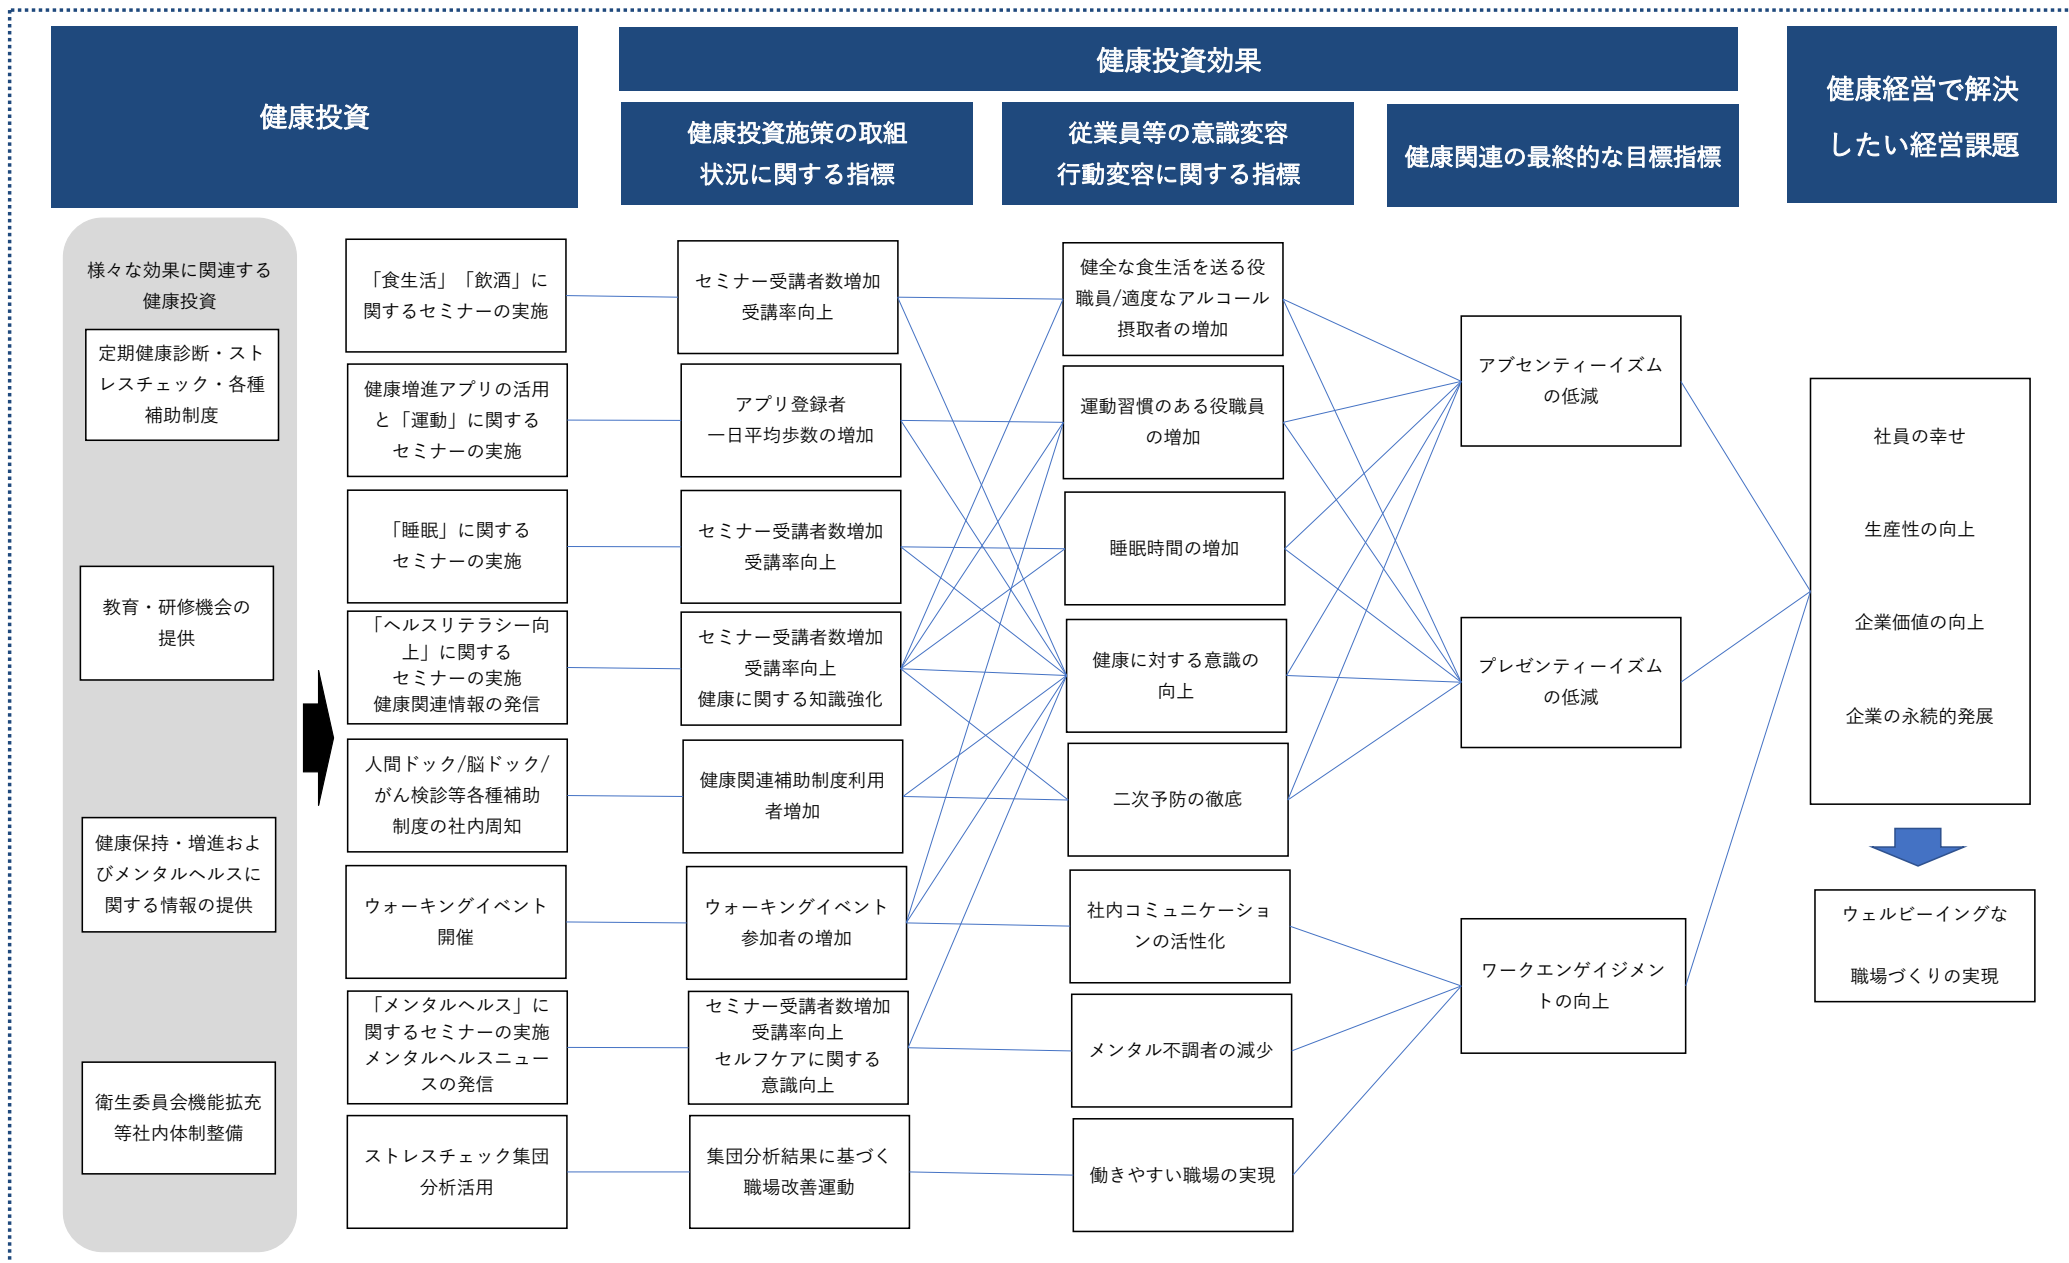 健康投資
健康投資効果
健康投資施策の取組
状況に関する指標
従業員等の意識変容
行動変容に関する指標
健康関連の最終的な目標指標
健康経営で解決
したい経営課題
様々な効果に関連する
健康投資
定期健康診断・スト
レスチェック・各種
補助制度
教育・研修機会の
提供
健康保持・増進およ
びメンタルヘルスに
関する情報の提供
衛生委員会機能拡充
等社内体制整備
「食生活」「飲酒」に
関するセミナーの実施
健康増進アプリの活用
と「運動」に関する
セミナーの実施
「睡眠」に関する
セミナーの実施
「ヘルスリテラシー向
上」に関する
セミナーの実施
健康関連情報の発信
人間ドック/脳ドック/
がん検診等各種補助
制度の社内周知
ウォーキングイベント
開催
「メンタルヘルス」に
関するセミナーの実施
メンタルヘルスニュー
スの発信
ストレスチェック集団
分析活用
セミナー受講者数増加
受講率向上
アプリ登録者
一日平均歩数の増加
セミナー受講者数増加
受講率向上
セミナー受講者数増加
受講率向上
健康に関する知識強化
健康関連補助制度利用
者増加
ウォーキングイベント
参加者の増加
セミナー受講者数増加
受講率向上
セルフケアに関する
意識向上
集団分析結果に基づく
職場改善運動
健全な食生活を送る役
職員/適度なアルコール
摂取者の増加
運動習慣のある役職員
の増加
睡眠時間の増加
健康に対する意識の
向上
二次予防の徹底
社内コミュニケーショ
ンの活性化
メンタル不調者の減少
働きやすい職場の実現
アブセンティーイズム
の低減
プレゼンティーイズム
の低減
ワークエンゲイジメン
トの向上
社員の幸せ
生産性の向上
企業価値の向上
企業の永続的発展
ウェルビーイングな
職場づくりの実現